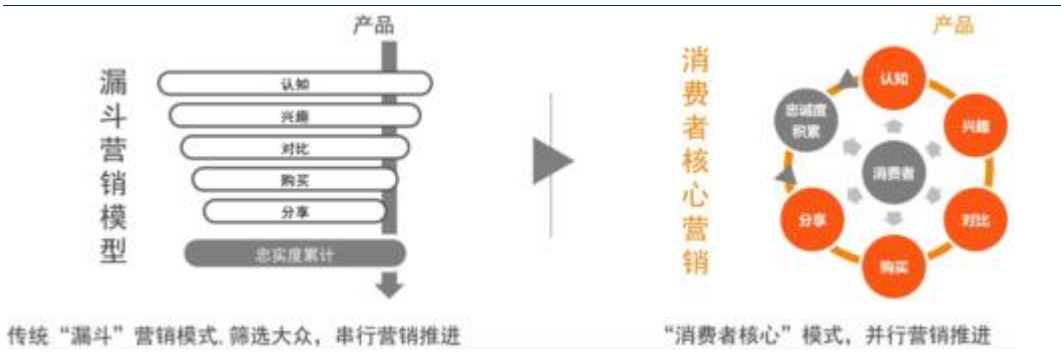 产品
漏斗营销模型
认知
兴趣
对比
购买
分享
忠实度累计
传统“漏斗”营销模式, 筛选大众，串行营销推进
产品
消费者核心营销
认知
兴趣
对比
购买
分享
忠诚度
积累
消费者
“消费者核心”模式，并行营销推进